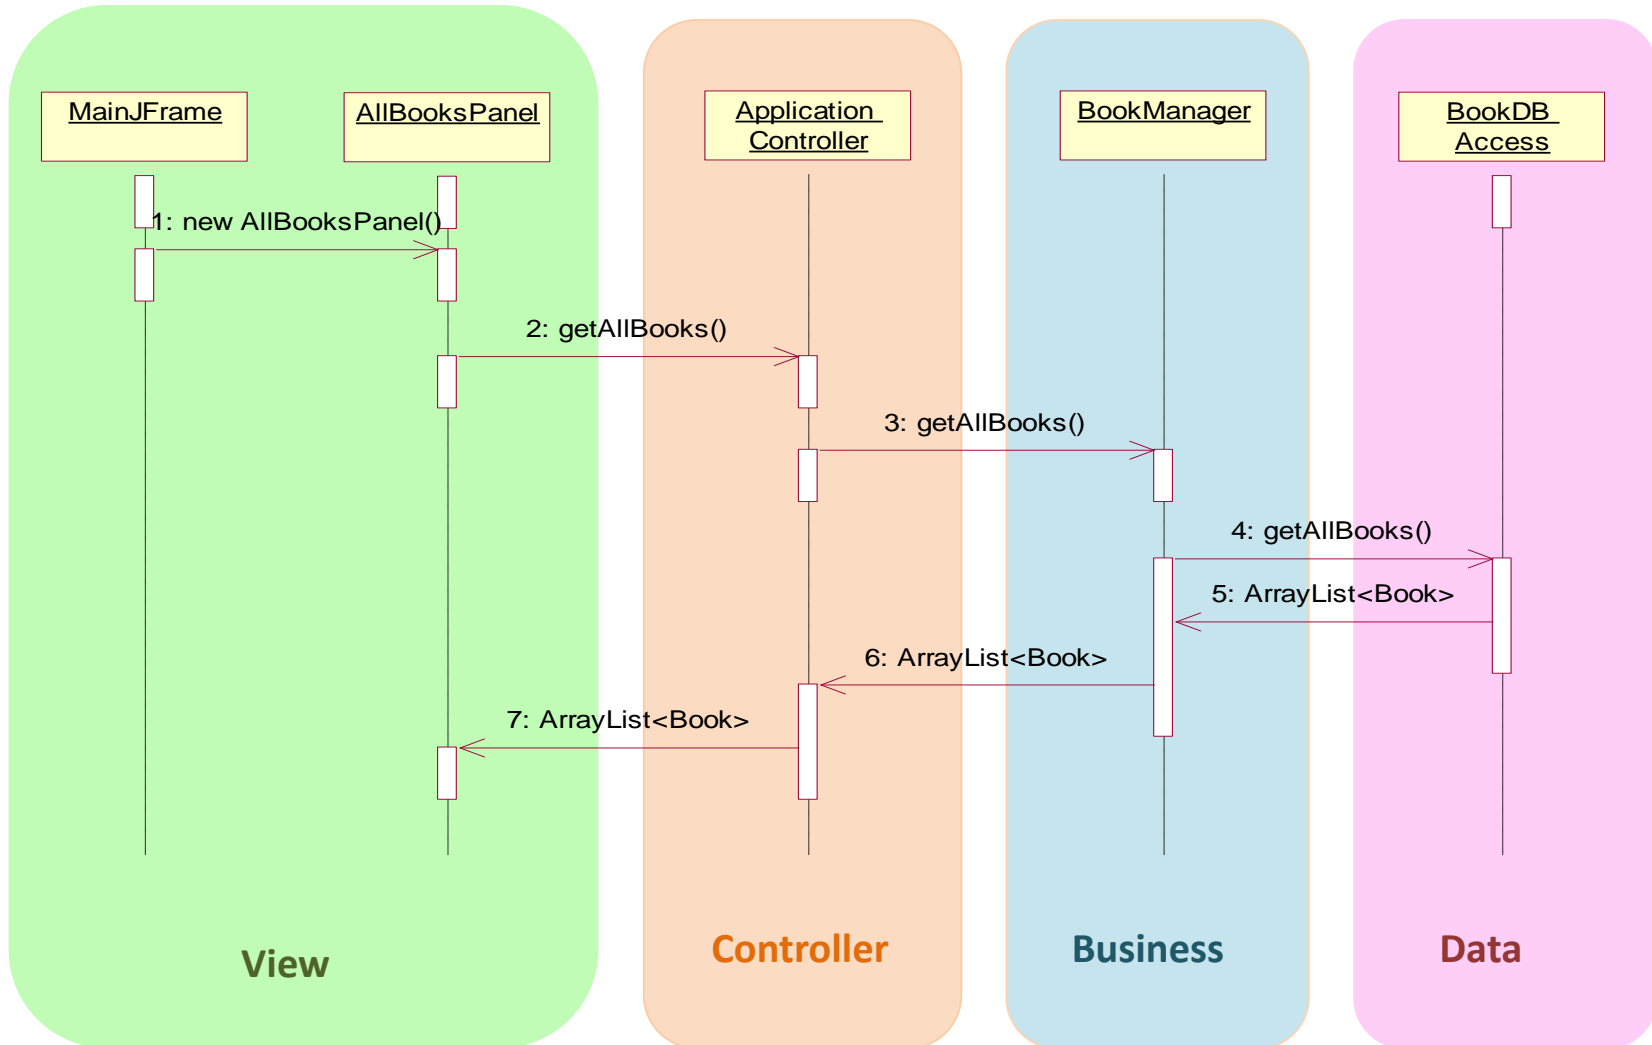 MainJFrame
AllBooksPanel
Application
Controller
BookManager
BookDB
Access
1: new AllBooksPanel()
2: getAllBooks()
3: getAllBooks()
4: getAllBooks()
5: ArrayList<Book>
6: ArrayList<Book>
7: ArrayList<Book>
View
Controller
Business
Data